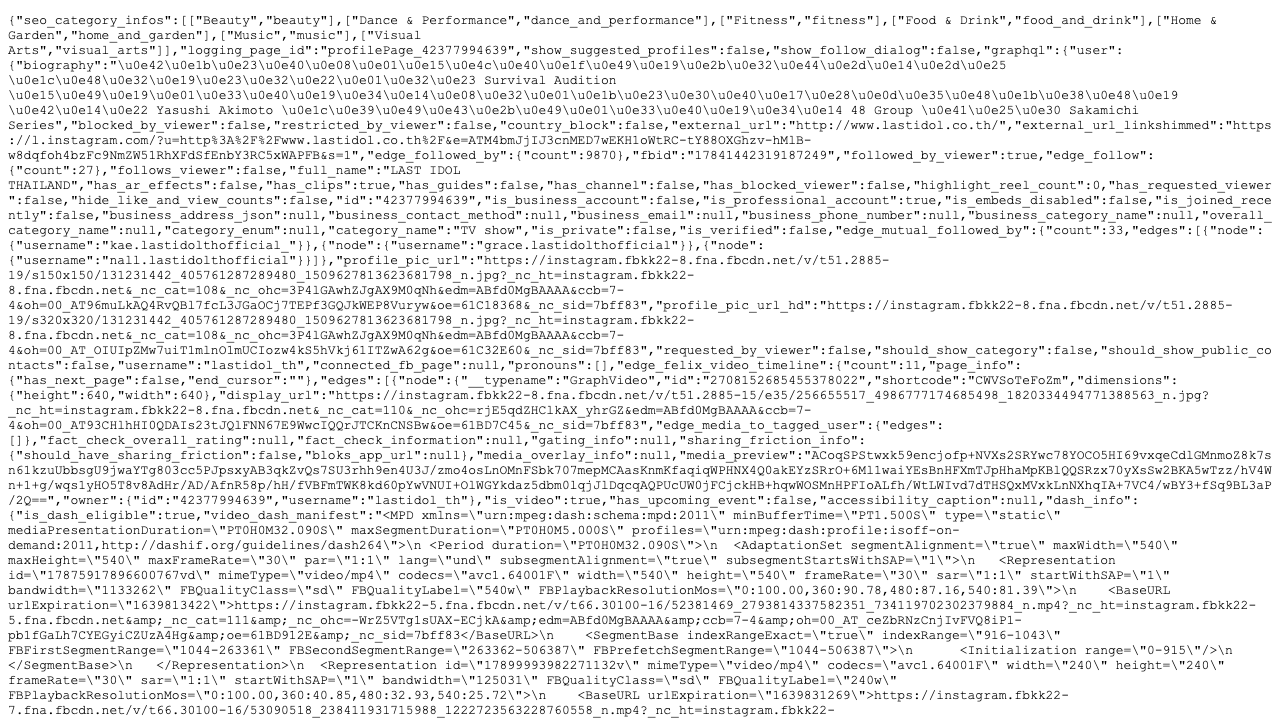 {"seo_category_infos":[["Beauty","beauty"],["Dance & Performance","dance_and_performance"],["Fitness","fitness"],["Food & Drink","food_and_drink"],["Home &
Garden","home_and_garden"],["Music","music"],["Visual
Arts","visual_arts"]],"logging_page_id":"profilePage_42377994639","show_suggested_profiles":false,"show_follow_dialog":false,"graphql":{"user":
{"biography":"\u0e42\u0e1b\u0e23\u0e40\u0e08\u0e01\u0e15\u0e4c\u0e40\u0e1f\u0e49\u0e19\u0e2b\u0e32\u0e44\u0e2d\u0e14\u0e2d\u0e25
\u0e1c\u0e48\u0e32\u0e19\u0e23\u0e32\u0e22\u0e01\u0e32\u0e23 Survival Audition
\u0e15\u0e49\u0e19\u0e01\u0e33\u0e40\u0e19\u0e34\u0e14\u0e08\u0e32\u0e01\u0e1b\u0e23\u0e30\u0e40\u0e17\u0e28\u0e0d\u0e35\u0e48\u0e1b\u0e38\u0e48\u0e19
\u0e42\u0e14\u0e22 Yasushi Akimoto \u0e1c\u0e39\u0e49\u0e43\u0e2b\u0e49\u0e01\u0e33\u0e40\u0e19\u0e34\u0e14 48 Group \u0e41\u0e25\u0e30 Sakamichi
Series","blocked_by_viewer":false,"restricted_by_viewer":false,"country_block":false,"external_url":"http://www.lastidol.co.th/","external_url_linkshimmed":"https
://l.instagram.com/?u=http%3A%2F%2Fwww.lastidol.co.th%2F&e=ATM4bmJjIJ3cnMED7wEKH1oWtRC-tY88OXGhzv-hMlB-
w8dqfoh4bzFc9NmZW51RhXFdSfEnbY3RC5xWAPFB&s=1","edge_followed_by":{"count":9870},"fbid":"17841442319187249","followed_by_viewer":true,"edge_follow":
{"count":27},"follows_viewer":false,"full_name":"LAST IDOL
THAILAND","has_ar_effects":false,"has_clips":true,"has_guides":false,"has_channel":false,"has_blocked_viewer":false,"highlight_reel_count":0,"has_requested_viewer
":false,"hide_like_and_view_counts":false,"id":"42377994639","is_business_account":false,"is_professional_account":true,"is_embeds_disabled":false,"is_joined_rece
ntly":false,"business_address_json":null,"business_contact_method":null,"business_email":null,"business_phone_number":null,"business_category_name":null,"overall_
category_name":null,"category_enum":null,"category_name":"TV show","is_private":false,"is_verified":false,"edge_mutual_followed_by":{"count":33,"edges":[{"node":
{"username":"kae.lastidolthofficial_"}},{"node":{"username":"grace.lastidolthofficial"}},{"node":
{"username":"nall.lastidolthofficial"}}]},"profile_pic_url":"https://instagram.fbkk22-8.fna.fbcdn.net/v/t51.2885-
19/s150x150/131231442_405761287289480_1509627813623681798_n.jpg?_nc_ht=instagram.fbkk22-
8.fna.fbcdn.net&_nc_cat=108&_nc_ohc=3P41GAwhZJgAX9M0qNh&edm=ABfd0MgBAAAA&ccb=7-
4&oh=00_AT96muLkAQ4RvQBl7fcL3JGaOCj7TEPf3GQJkWEP8Vuryw&oe=61C18368&_nc_sid=7bff83","profile_pic_url_hd":"https://instagram.fbkk22-8.fna.fbcdn.net/v/t51.2885-
19/s320x320/131231442_405761287289480_1509627813623681798_n.jpg?_nc_ht=instagram.fbkk22-
8.fna.fbcdn.net&_nc_cat=108&_nc_ohc=3P41GAwhZJgAX9M0qNh&edm=ABfd0MgBAAAA&ccb=7-
4&oh=00_AT_OIUIpZMw7uiT1mlnOlmUCIozw4kS5hVkj61ITZwA62g&oe=61C32E60&_nc_sid=7bff83","requested_by_viewer":false,"should_show_category":false,"should_show_public_co
ntacts":false,"username":"lastidol_th","connected_fb_page":null,"pronouns":[],"edge_felix_video_timeline":{"count":11,"page_info":
{"has_next_page":false,"end_cursor":""},"edges":[{"node":{"__typename":"GraphVideo","id":"2708152685455378022","shortcode":"CWVSoTeFoZm","dimensions":
{"height":640,"width":640},"display_url":"https://instagram.fbkk22-8.fna.fbcdn.net/v/t51.2885-15/e35/256655517_4986777174685498_1820334494771388563_n.jpg?
_nc_ht=instagram.fbkk22-8.fna.fbcdn.net&_nc_cat=110&_nc_ohc=rjE5qdZHClkAX_yhrGZ&edm=ABfd0MgBAAAA&ccb=7-
4&oh=00_AT93CHlhHI0QDAIs23tJQlFNN67E9WwcIQQrJTCKnCNSBw&oe=61BD7C45&_nc_sid=7bff83","edge_media_to_tagged_user":{"edges":
[]},"fact_check_overall_rating":null,"fact_check_information":null,"gating_info":null,"sharing_friction_info":
{"should_have_sharing_friction":false,"bloks_app_url":null},"media_overlay_info":null,"media_preview":"ACoqSPStwxk59encjofp+NVXs2SRYwc78YOCO5HI69vxqeCdlGMnmoZ8k7s
n61kzuUbbsgU9jwaYTg803cc5PJpsxyAB3qkZvQs7SU3rhh9en4U3J/zmo4osLnOMnFSbk707mepMCAasKnmKfaqiqWPHNX4Q0akEYzSRrO+6M1lwaiYEsBnHFXmTJpHhaMpKBlQQSRzx70yXsSw2BKA5wTzz/hV4W
n+1+g/wqs1yHO5T8v8AdHr/AD/AfnR58p/hH/fVBFmTWK8kd60pYwVNUI+OlWGYkdaz5dbm0lqjJlDqcqAQPUcUW0jFCjckHB+hqwWOSMnHPFIoALfh/WtLWIvd7dTHSQxMVxkLnNXhqIA+7VC4/wBY3+fSq9BL3aP
/2Q==","owner":{"id":"42377994639","username":"lastidol_th"},"is_video":true,"has_upcoming_event":false,"accessibility_caption":null,"dash_info":
{"is_dash_eligible":true,"video_dash_manifest":"<MPD xmlns=\"urn:mpeg:dash:schema:mpd:2011\" minBufferTime=\"PT1.500S\" type=\"static\"
mediaPresentationDuration=\"PT0H0M32.090S\" maxSegmentDuration=\"PT0H0M5.000S\" profiles=\"urn:mpeg:dash:profile:isoff-on-
demand:2011,http://dashif.org/guidelines/dash264\">\n <Period duration=\"PT0H0M32.090S\">\n  <AdaptationSet segmentAlignment=\"true\" maxWidth=\"540\"
maxHeight=\"540\" maxFrameRate=\"30\" par=\"1:1\" lang=\"und\" subsegmentAlignment=\"true\" subsegmentStartsWithSAP=\"1\">\n   <Representation
id=\"17875917896600767vd\" mimeType=\"video/mp4\" codecs=\"avc1.64001F\" width=\"540\" height=\"540\" frameRate=\"30\" sar=\"1:1\" startWithSAP=\"1\"
bandwidth=\"1133262\" FBQualityClass=\"sd\" FBQualityLabel=\"540w\" FBPlaybackResolutionMos=\"0:100.00,360:90.78,480:87.16,540:81.39\">\n    <BaseURL
urlExpiration=\"1639813422\">https://instagram.fbkk22-5.fna.fbcdn.net/v/t66.30100-16/52381469_2793814337582351_7341197023023798​84_n.mp4?_nc_ht=instagram.fbkk22-
5.fna.fbcdn.net&amp;_nc_cat=111&amp;_nc_ohc=-WrZ5VTg1sUAX-ECjkA&amp;edm=ABfd0MgBAAAA&amp;ccb=7-4&amp;oh=00_AT_ceZbRNzCnjIvFVQ8iP1-
pblfGaLh7CYEGyiCZUzA4Hg&amp;oe=61BD912E&amp;_nc_sid=7bff83</BaseURL>\n    <SegmentBase indexRangeExact=\"true\" indexRange=\"916-1043\"
FBFirstSegmentRange=\"1044-263361\" FBSecondSegmentRange=\"263362-506387\" FBPrefetchSegmentRange=\"1044-506387\">\n      <Initialization range=\"0-915\"/>\n
</SegmentBase>\n   </Representation>\n   <Representation id=\"17899993982271132v\" mimeType=\"video/mp4\" codecs=\"avc1.64001F\" width=\"240\" height=\"240\"
frameRate=\"30\" sar=\"1:1\" startWithSAP=\"1\" bandwidth=\"125031\" FBQualityClass=\"sd\" FBQualityLabel=\"240w\"
FBPlaybackResolutionMos=\"0:100.00,360:40.85,480:32.93,540:25.72\">\n    <BaseURL urlExpiration=\"1639831269\">https://instagram.fbkk22-
7.fna.fbcdn.net/v/t66.30100-16/53090518_238411931715988_1222723563228760558_n.mp4?_nc_ht=instagram.fbkk22-